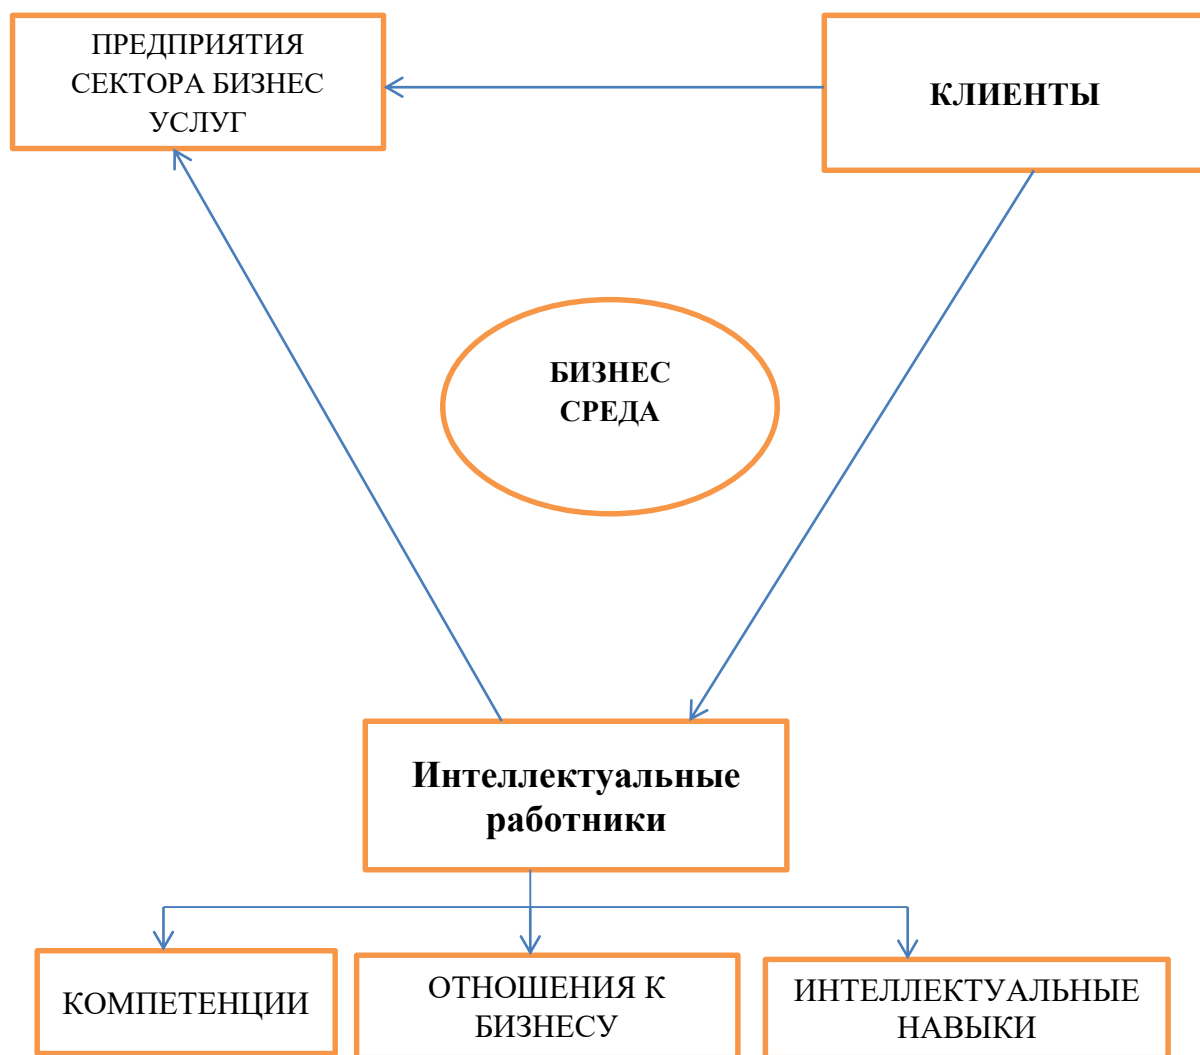 ПРЕДПРИЯТИЯ
СЕКТОРА БИЗНЕС
УСЛУГ
КЛИЕНТЫ
БИЗНЕС
СРЕДА
Интеллектуальные
работники
КОМПЕТЕНЦИИ
ОТНОШЕНИЯ К
БИЗНЕСУ
ИНТЕЛЛЕКТУАЛЬНЫЕ
НАВЫКИ